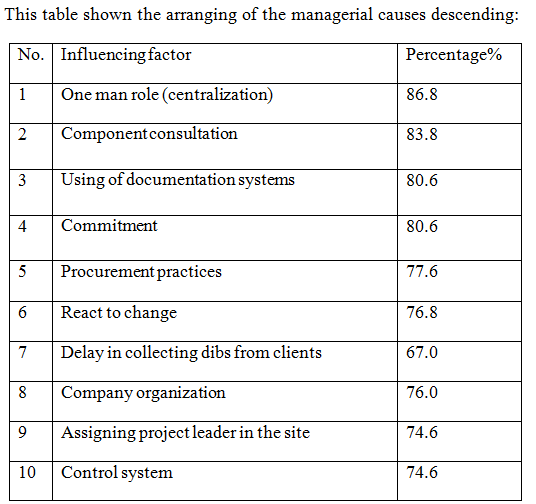 This table shown the arranging of the managerial causes descending:
No. Influencing factor Percentage%
1 One man role (centralization) 86.8
2 Component consultation 83.8
3 Using of documentation systems 80.6
4 Commitment 80.6
5 Procurement practices 77.6
6 React to change 76.8
7 Delay in collecting dibs from clients 67.0
8 Company organization 76.0
9 Assigning project leader in the site 74.6
10 Control system 74.6